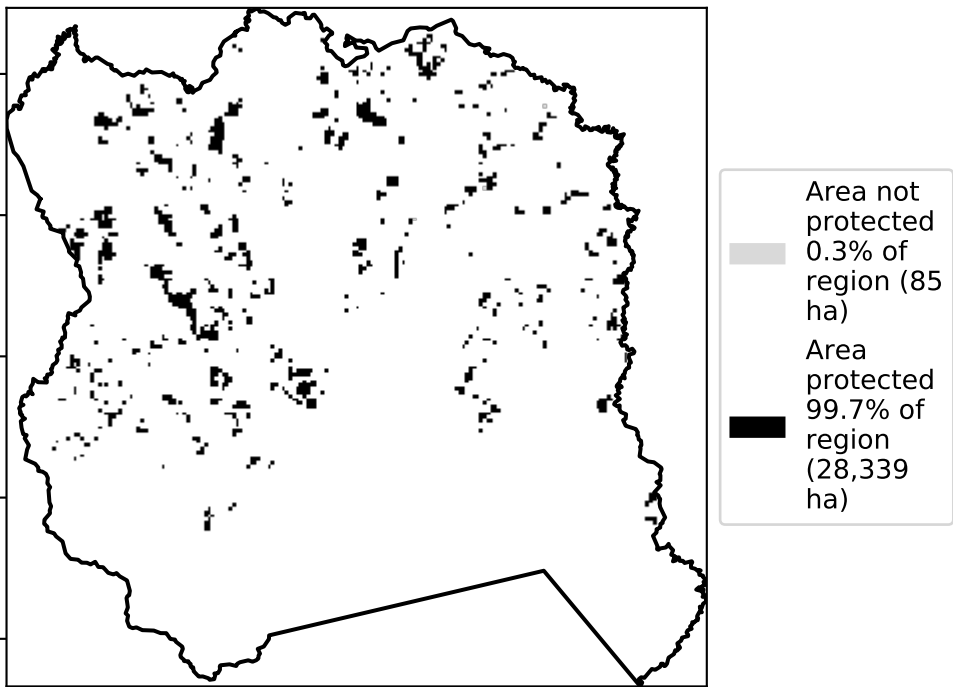 Area not
protected
0.3% of
region (85
ha)
Area
protected
99.7% of
region
(28,339
ha)